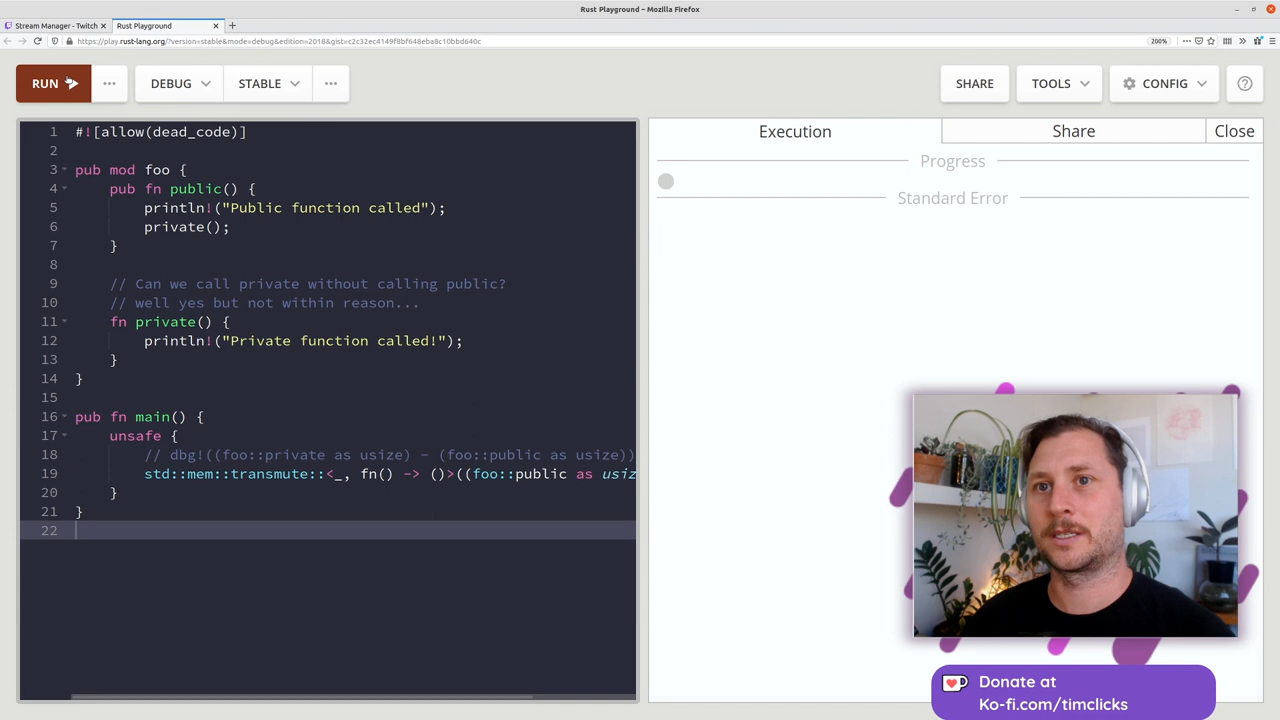 Rust Playground – Mozilla Firefox
Stream Manager - Twitch
Rust Playground
https://play.rust-lang.org/?version=stable&mode=debug&edition=2018&gist=c2c32ec4149f8bf648eba8c10bbd640c
200%
RUN
DEBUG
STABLE
SHARE
TOOLS
CONFIG
1 #![allow(dead_code)]
2
3 pub mod foo {
4 pub fn public() {
5 println!("Public function called");
6 private();
7 }
8
9 // Can we call private without calling public?
10 // well yes but not within reason...
11 fn private() {
12 println!("Private function called!");
13 }
14 }
15
16 pub fn main() {
17 unsafe {
18 // dbg!((foo::private as usize) - (foo::public as usize))
19 std::mem::transmute::<_, fn() -> ()>((foo::public as usiz
20 }
21 }
22
Execution
Share
Close
Progress
Standard Error
Donate at
Ko-fi.com/timclicks